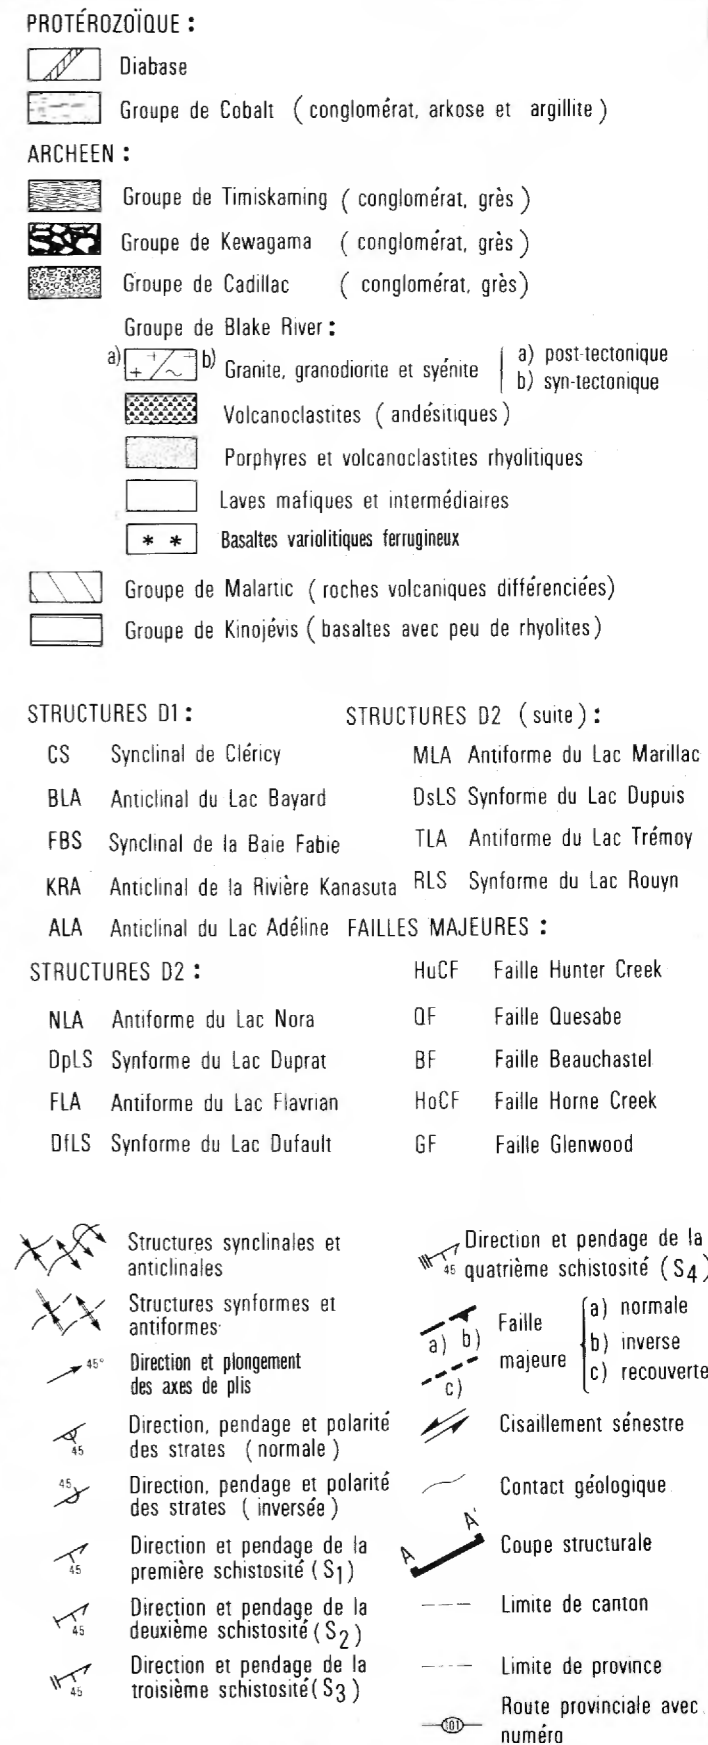 PROTÉROZOÏQUE :
Diabase
Groupe de Cobalt ( conglomérat, arkose et argillite )
ARCHEEN :
Groupe de Timiskaming ( conglomérat, grès )
Groupe de Kewagama ( conglomérat, grès )
Groupe de Cadillac ( conglomérat, grès)
Groupe de Blake River :
a) b) Granite, granodiorite et syénite
a) post-tectonique
b) syn-tectonique
Volcanoclastites ( andésitiques )
Porphyres et volcanoclastites rhyolitiques
Laves mafiques et intermédiaires
* * Basaltes variolitiques ferrugineux
Groupe de Malartic ( roches volcaniques différenciées)
Groupe de Kinojévis ( basaltes avec peu de rhyolites )
STRUCTURES D1 :
CS Synclinal de Cléricy
BLA Anticlinal du Lac Bayard
FBS Synclinal de la Baie Fabie
KRA Anticlinal de la Rivière Kanasuta
ALA Anticlinal du Lac Adéline
STRUCTURES D2 :
NLA Antiforme du Lac Nora
DpLS Synforme du Lac Duprat
FLA Antiforme du Lac Flavrian
DfLS Synforme du Lac Dufault
STRUCTURES D2 ( suite ) :
MLA Antiforme du Lac Marillac
DsLS Synforme du Lac Dupuis
TLA Antiforme du Lac Trémoy
RLS Synforme du Lac Rouyn
FAILLES MAJEURES :
HuCF Faille Hunter Creek
QF Faille Quesabe
BF Faille Beauchastel
HoCF Faille Horne Creek
GF Faille Glenwood
Structures synclinales et
anticlinales
Structures synformes et
antiformes
45° Direction et plongement
des axes de plis
Direction, pendage et polarité
45 des strates ( normale )
45 Direction, pendage et polarité
des strates ( inversée )
Direction et pendage de la
45 première schistosité ( S1 )
Direction et pendage de la
45 deuxième schistosité ( S2 )
Direction et pendage de la
45 troisième schistosité ( S3 )
Direction et pendage de la
45 quatrième schistosité ( S4 )
a) b) c) Faille
majeure
a) normale
b) inverse
c) recouverte
Cisaillement sénestre
Contact géologique
A A' Coupe structurale
Limite de canton
Limite de province
101 Route provinciale avec
numéro